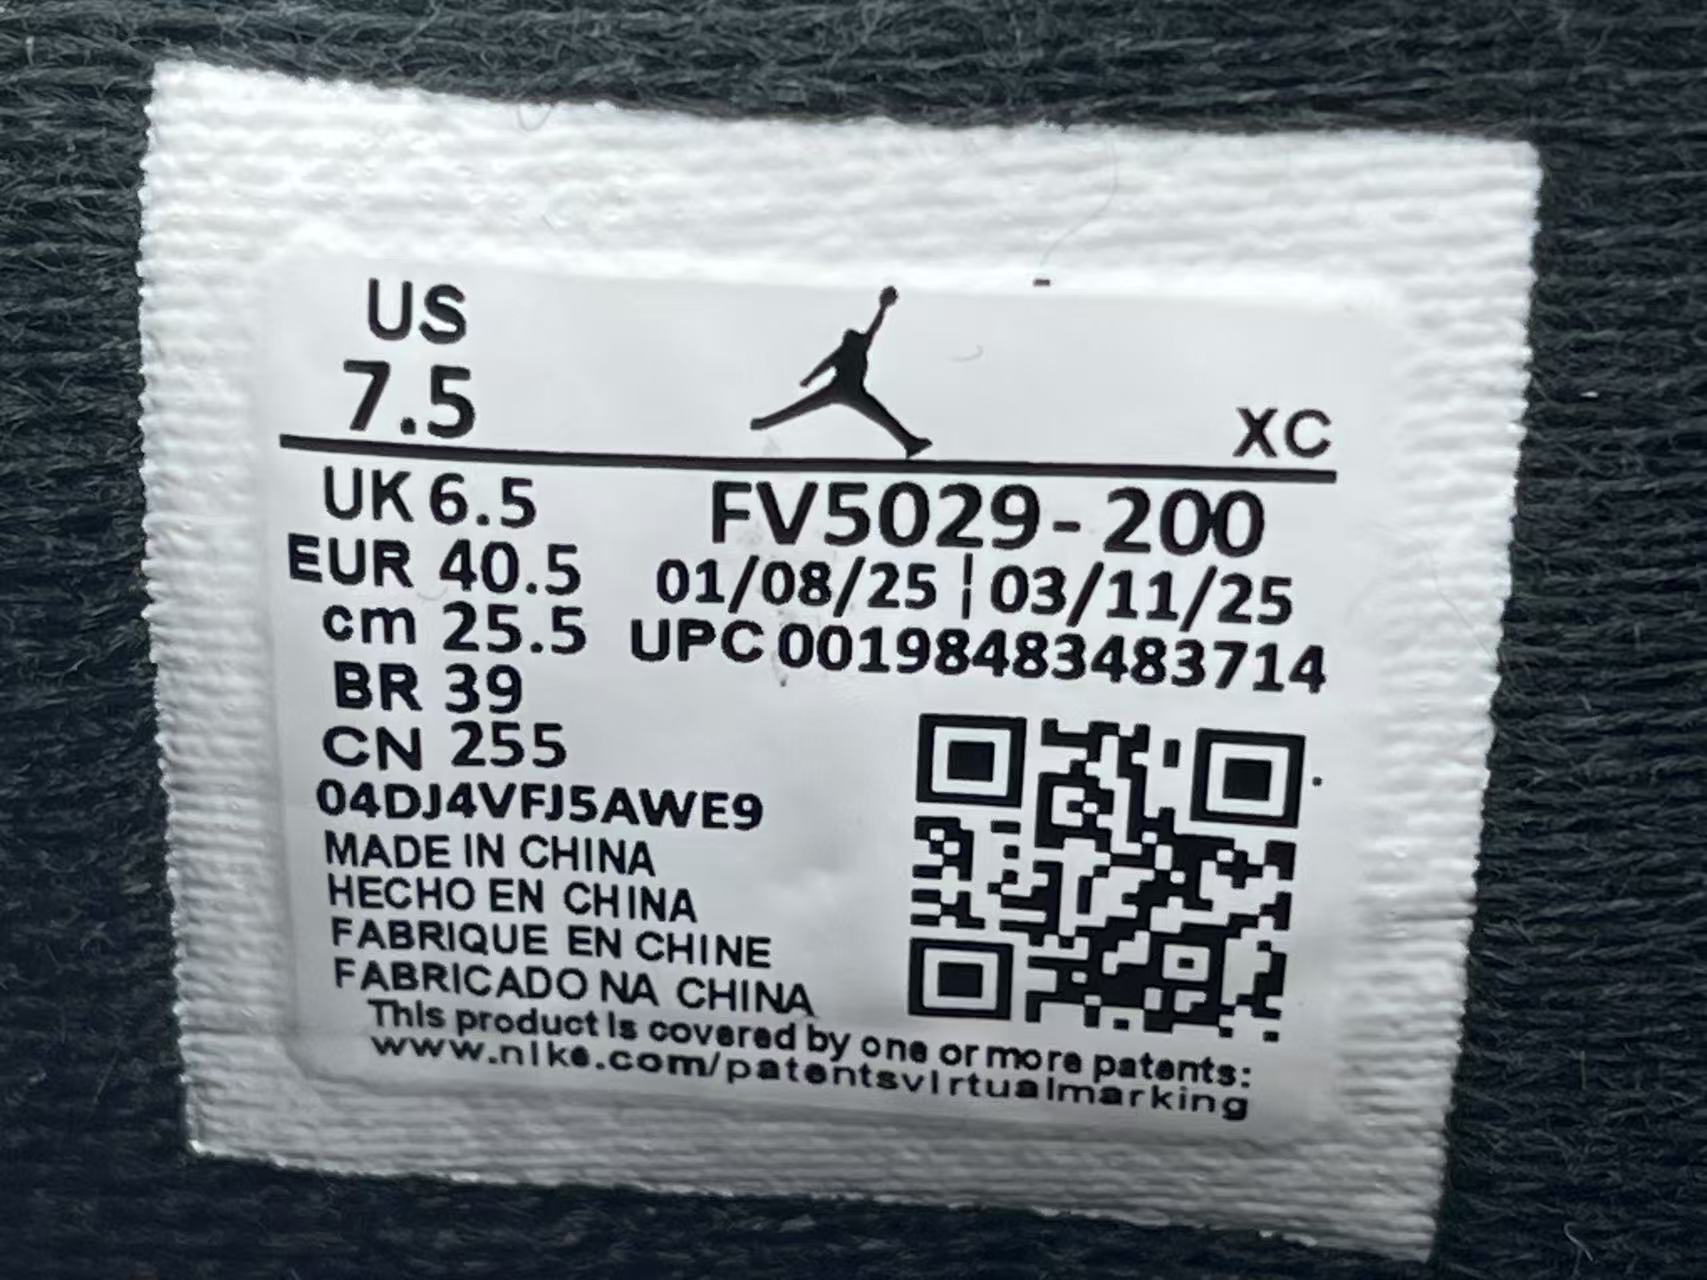 US
7.5
XC
UK 6.5
FV5029-200
EUR 40.5
01/08/25 | 03/11/25
cm 25.5
UPC 00198483483714
BR 39
CN 255
04DJ4VFJ5AWE9
MADE IN CHINA
HECHO EN CHINA
FABRIQUE EN CHINE
FABRICADO NA CHINA
This product is covered by one or more patents:
www.nike.com/patentsvirtualmarking